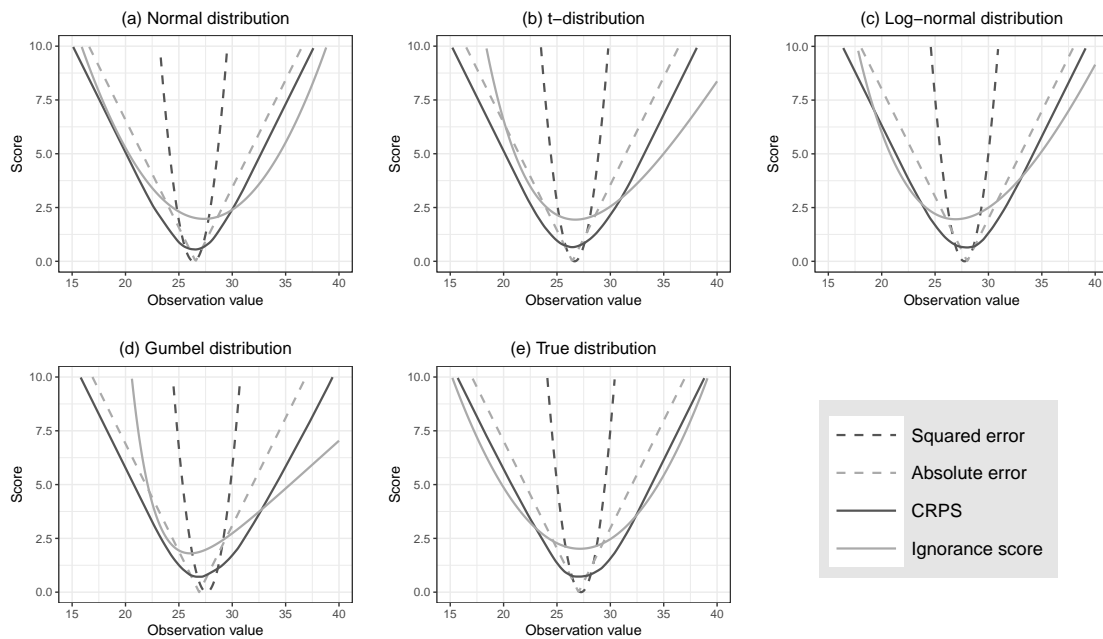 (a) Normal distribution
(b) t−distribution
(c) Log−normal distribution
Score
10.0
7.5
5.0
2.5
0.0
15 20 25 30 35 40
Observation value
Score
10.0
7.5
5.0
2.5
0.0
15 20 25 30 35 40
Observation value
Score
10.0
7.5
5.0
2.5
0.0
15 20 25 30 35 40
Observation value
(d) Gumbel distribution
(e) True distribution
Score
10.0
7.5
5.0
2.5
0.0
15 20 25 30 35 40
Observation value
Score
10.0
7.5
5.0
2.5
0.0
15 20 25 30 35 40
Observation value
Squared error
Absolute error
CRPS
Ignorance score